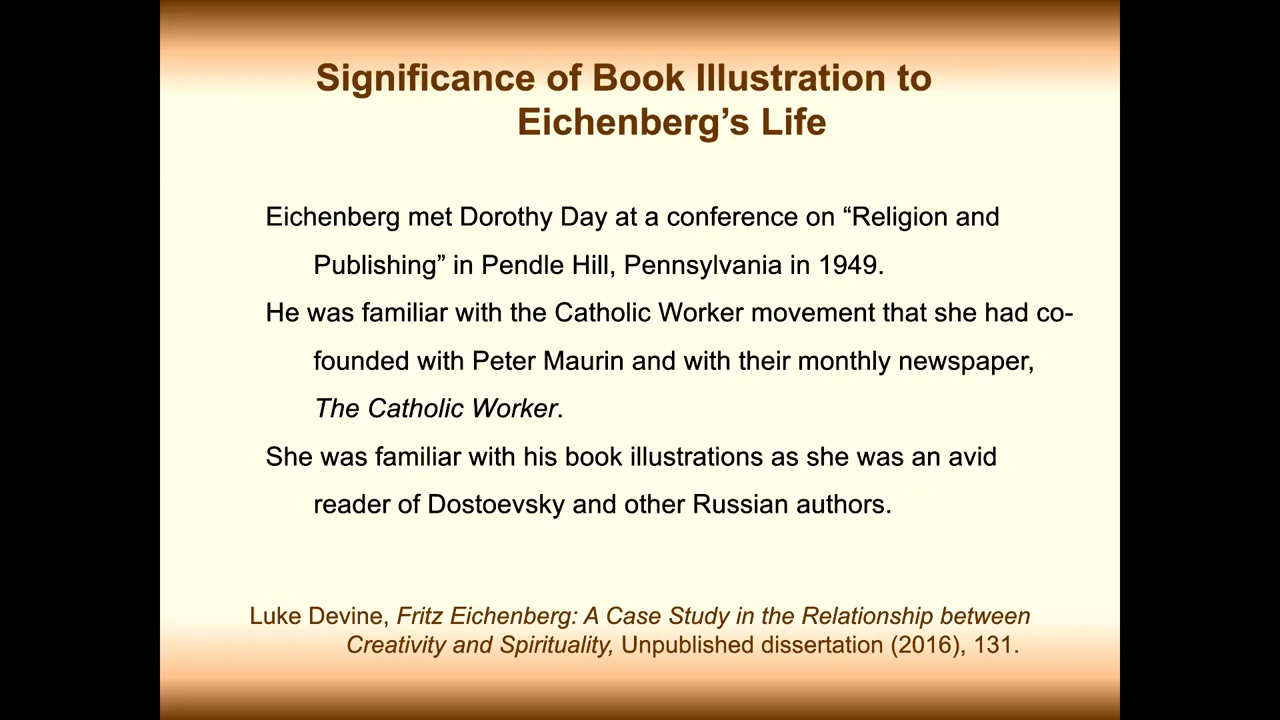 Significance of Book Illustration to
Eichenberg’s Life
Eichenberg met Dorothy Day at a conference on “Religion and
Publishing” in Pendle Hill, Pennsylvania in 1949.
He was familiar with the Catholic Worker movement that she had co-
founded with Peter Maurin and with their monthly newspaper,
The Catholic Worker.
She was familiar with his book illustrations as she was an avid
reader of Dostoevsky and other Russian authors.
Luke Devine, Fritz Eichenberg: A Case Study in the Relationship between
Creativity and Spirituality, Unpublished dissertation (2016), 131.